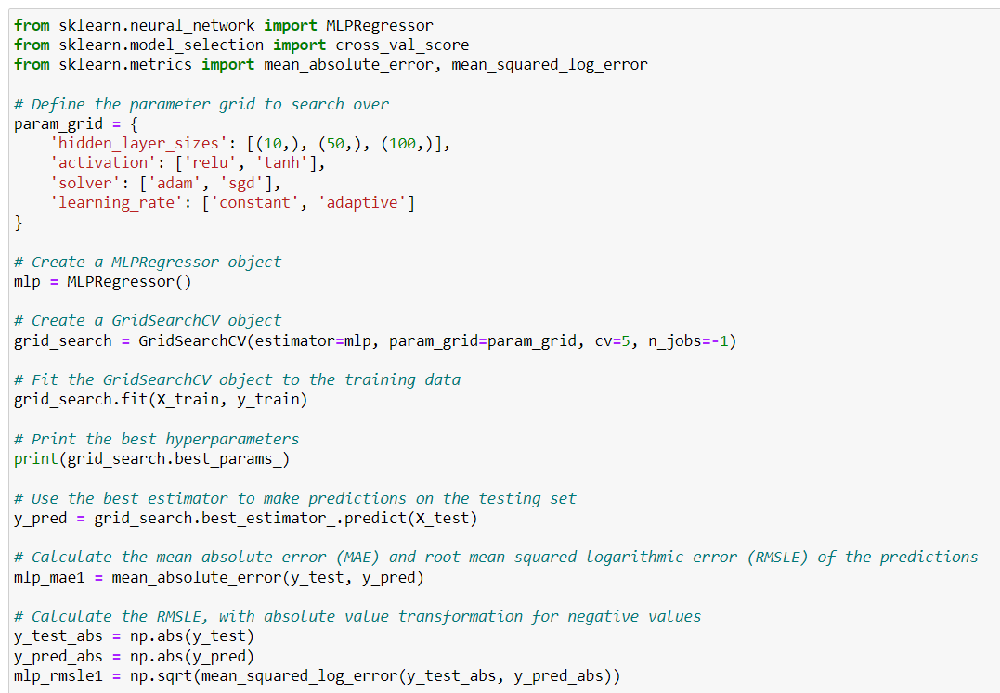 from sklearn.neural_network import MLPRegressor
from sklearn.model_selection import cross_val_score
from sklearn.metrics import mean_absolute_error, mean_squared_log_error

# Define the parameter grid to search over
param_grid = {
    'hidden_layer_sizes': [(10,), (50,), (100,)],
    'activation': ['relu', 'tanh'],
    'solver': ['adam', 'sgd'],
    'learning_rate': ['constant', 'adaptive']
}

# Create a MLPRegressor object
mlp = MLPRegressor()

# Create a GridSearchCV object
grid_search = GridSearchCV(estimator=mlp, param_grid=param_grid, cv=5, n_jobs=-1)

# Fit the GridSearchCV object to the training data
grid_search.fit(X_train, y_train)

# Print the best hyperparameters
print(grid_search.best_params_)

# Use the best estimator to make predictions on the testing set
y_pred = grid_search.best_estimator_.predict(X_test)

# Calculate the mean absolute error (MAE) and root mean squared logarithmic error (RMSLE) of the predictions
mlp_mae1 = mean_absolute_error(y_test, y_pred)

# Calculate the RMSLE, with absolute value transformation for negative values
y_test_abs = np.abs(y_test)
y_pred_abs = np.abs(y_pred)
mlp_rmsle1 = np.sqrt(mean_squared_log_error(y_test_abs, y_pred_abs))